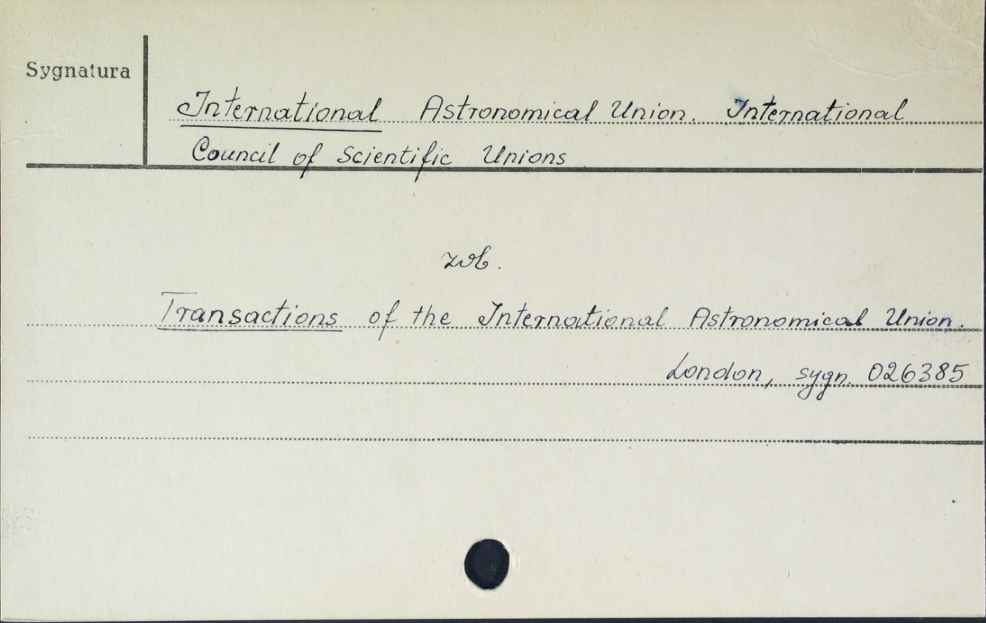 Sygnatura
International Astronomical Union. International
Council of Scientific Unions
zob.
Transactions of the International Astronomical Union.
London, sygn. 026385